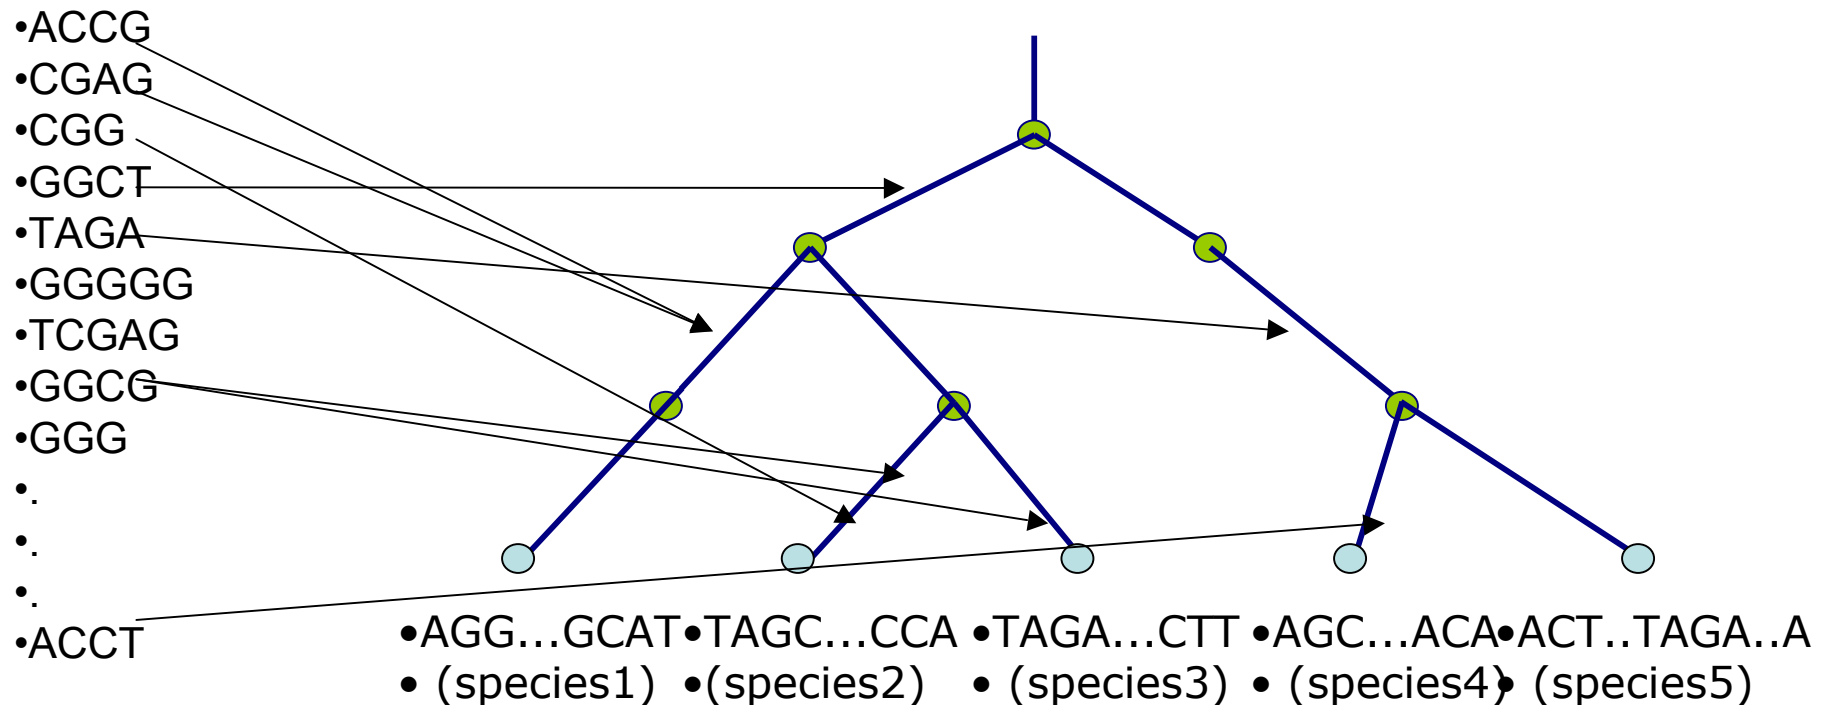 •ACCG
•CGAG
•CGG
•GGCT
•TAGA
•GGGGG
•TCGAG
•GGCG
•GGG
•.
•.
•.
•ACCT
•AGG...GCAT •TAGC...CCA •TAGA...CTT •AGC...ACA •ACT..TAGA..A
• (species1) •(species2) • (species3) • (species4) • (species5)